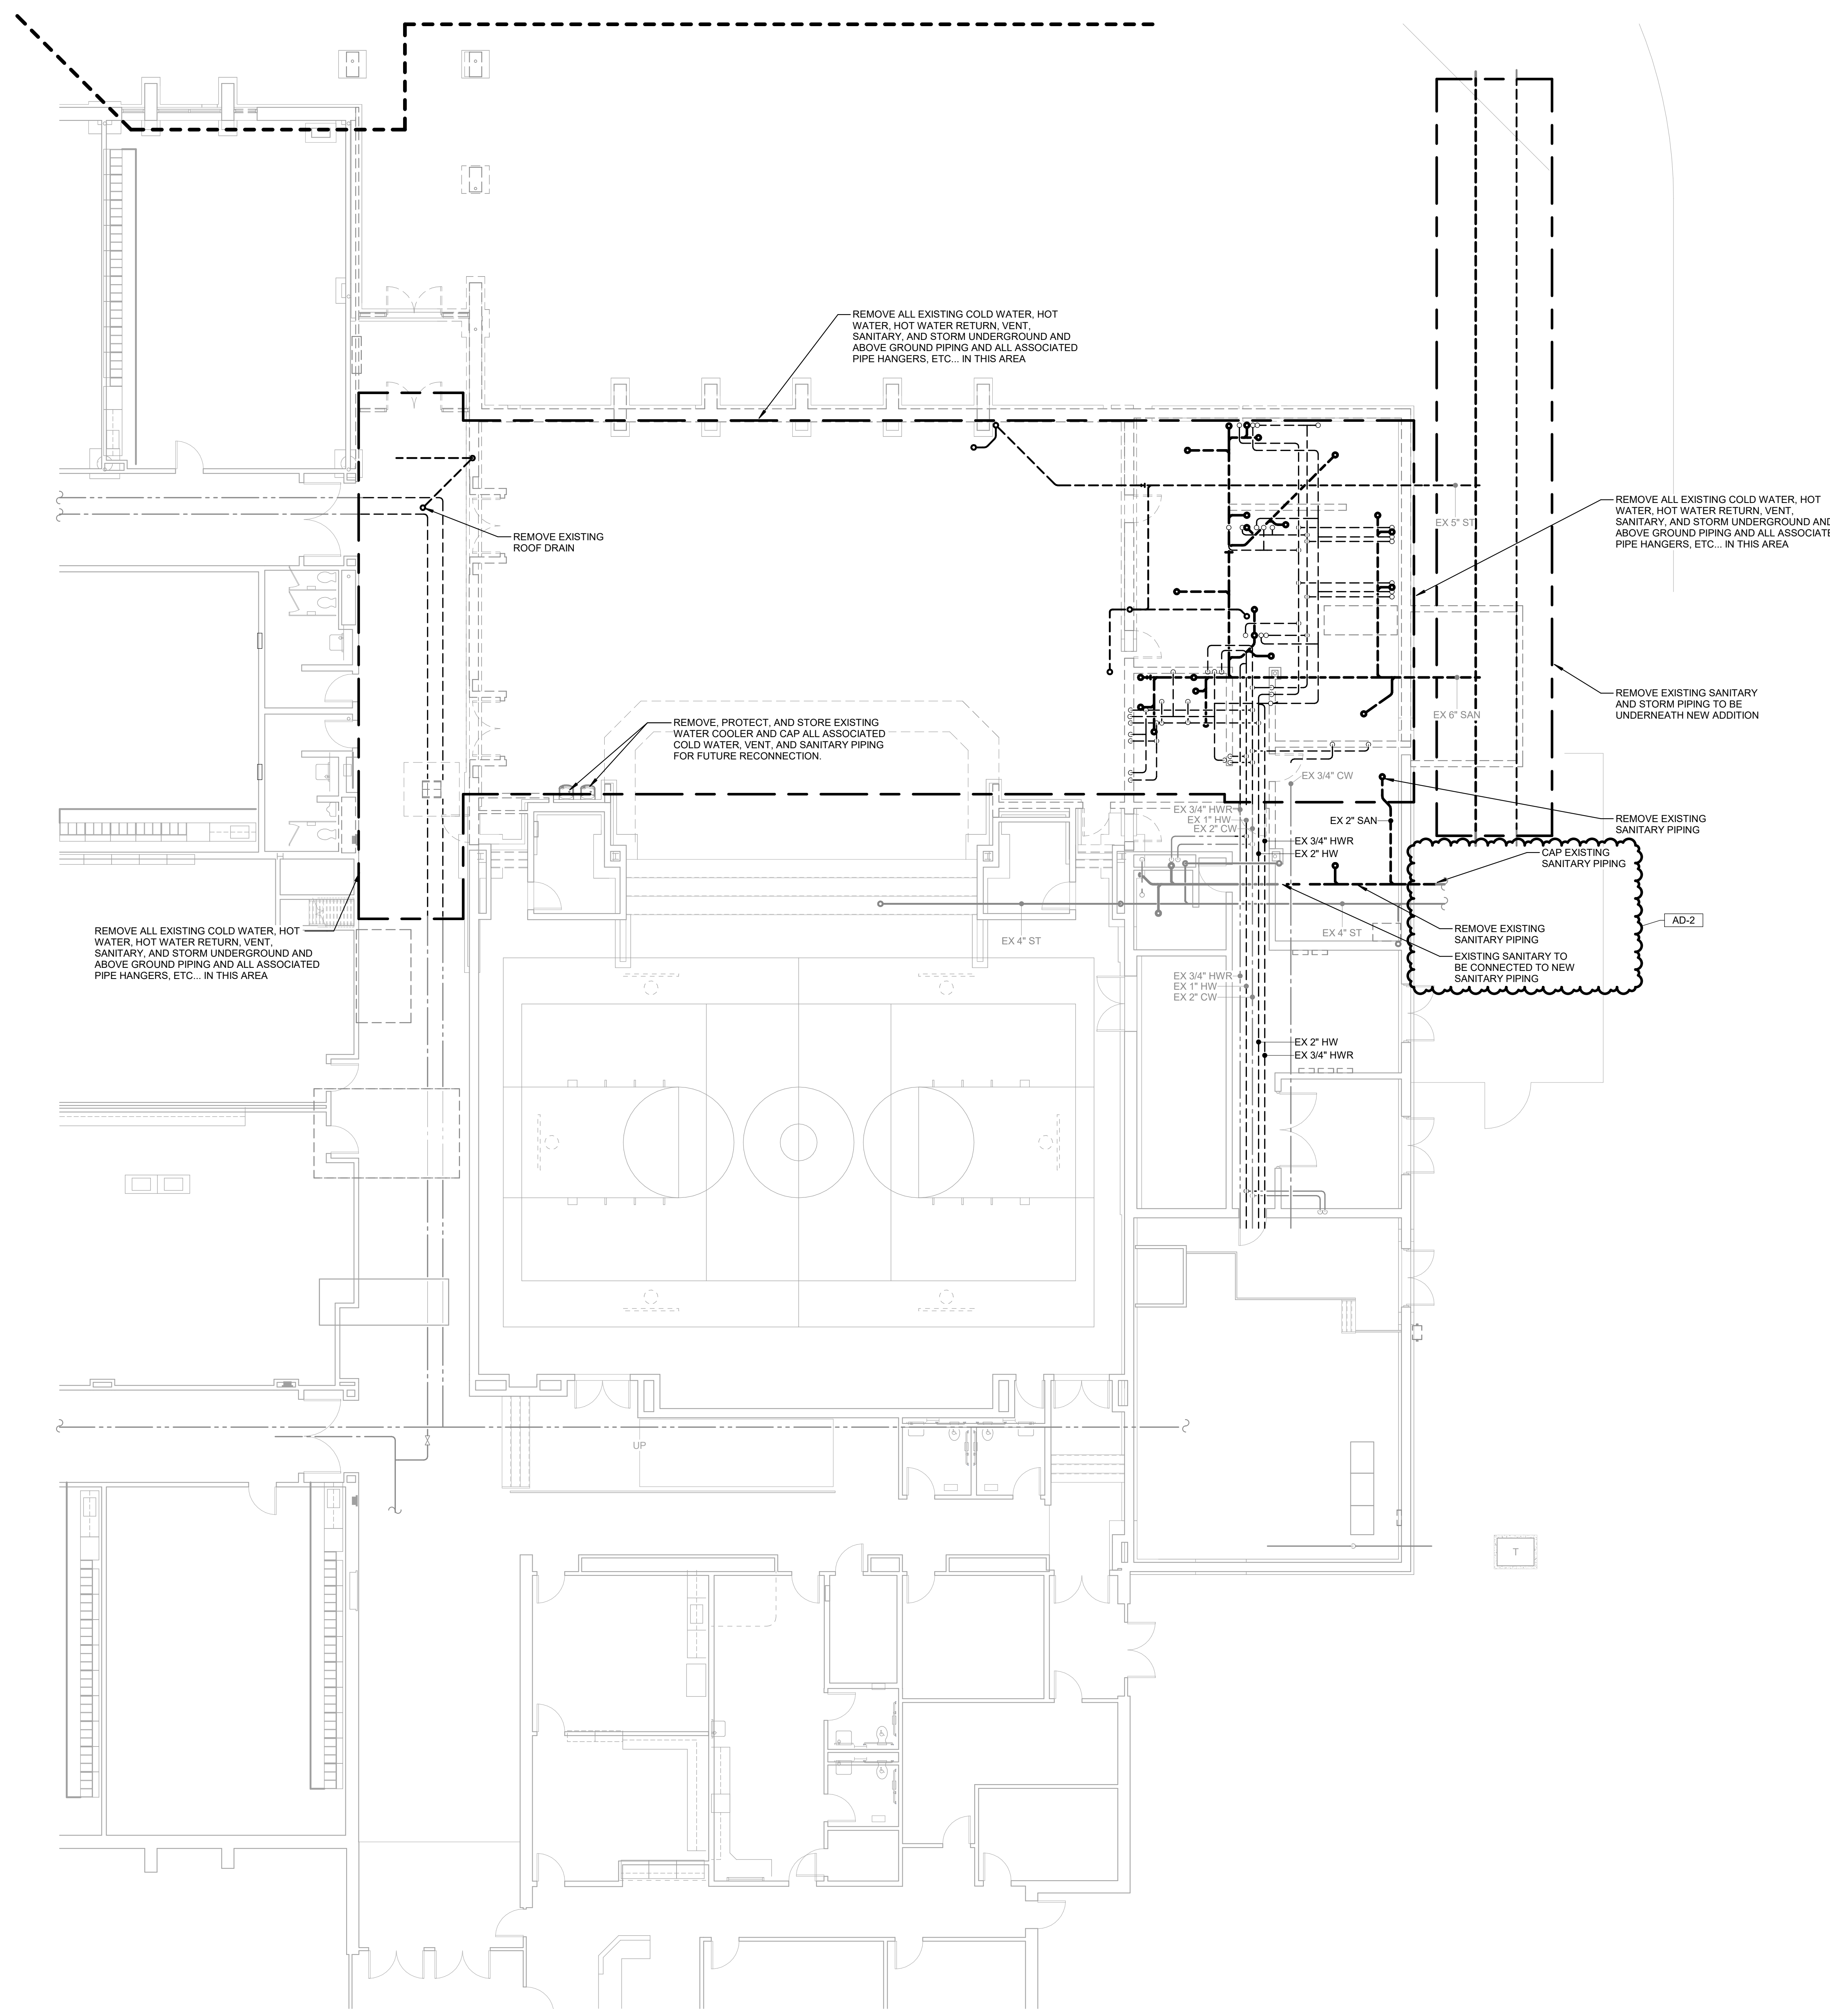 REMOVE ALL EXISTING COLD WATER, HOT
WATER, HOT WATER RETURN, VENT,
SANITARY, AND STORM UNDERGROUND AND
ABOVE GROUND PIPING AND ALL ASSOCIATED
PIPE HANGERS, ETC... IN THIS AREA
REMOVE ALL EXISTING COLD WATER, HOT
WATER, HOT WATER RETURN, VENT,
SANITARY, AND STORM UNDERGROUND AND
ABOVE GROUND PIPING AND ALL ASSOCIATE
PIPE HANGERS, ETC... IN THIS AREA
EX 5" ST
REMOVE EXISTING
ROOF DRAIN
REMOVE EXISTING SANITARY
AND STORM PIPING TO BE
UNDERNEATH NEW ADDITION
EX 6" SAN
REMOVE, PROTECT, AND STORE EXISTING
WATER COOLER AND CAP ALL ASSOCIATED
COLD WATER, VENT, AND SANITARY PIPING
FOR FUTURE RECONNECTION.
EX 3/4" CW
EX 3/4" HWR
EX 1" HW
EX 2" CW
EX 2" SAN
REMOVE EXISTING
SANITARY PIPING
EX 3/4" HWR
EX 2" HW
CAP EXISTING
SANITARY PIPING
AD-2
REMOVE ALL EXISTING COLD WATER, HOT
WATER, HOT WATER RETURN, VENT,
SANITARY, AND STORM UNDERGROUND AND
ABOVE GROUND PIPING AND ALL ASSOCIATED
PIPE HANGERS, ETC... IN THIS AREA
EX 4" ST
EX 4" ST
REMOVE EXISTING
SANITARY PIPING
EXISTING SANITARY TO
BE CONNECTED TO NEW
SANITARY PIPING
EX 3/4" HWR
EX 1" HW
EX 2" CW
EX 2" HW
EX 3/4" HWR
UP
T